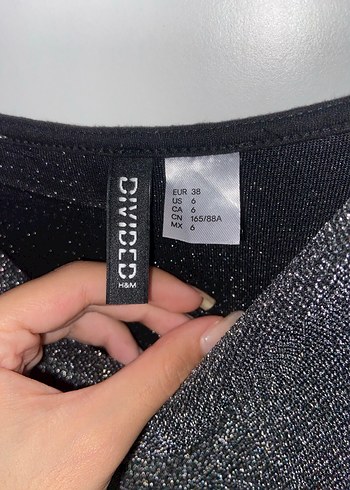 DIVIDED
H&M
EUR 38
US 6
CA 6
CN 165/88A
MX 6